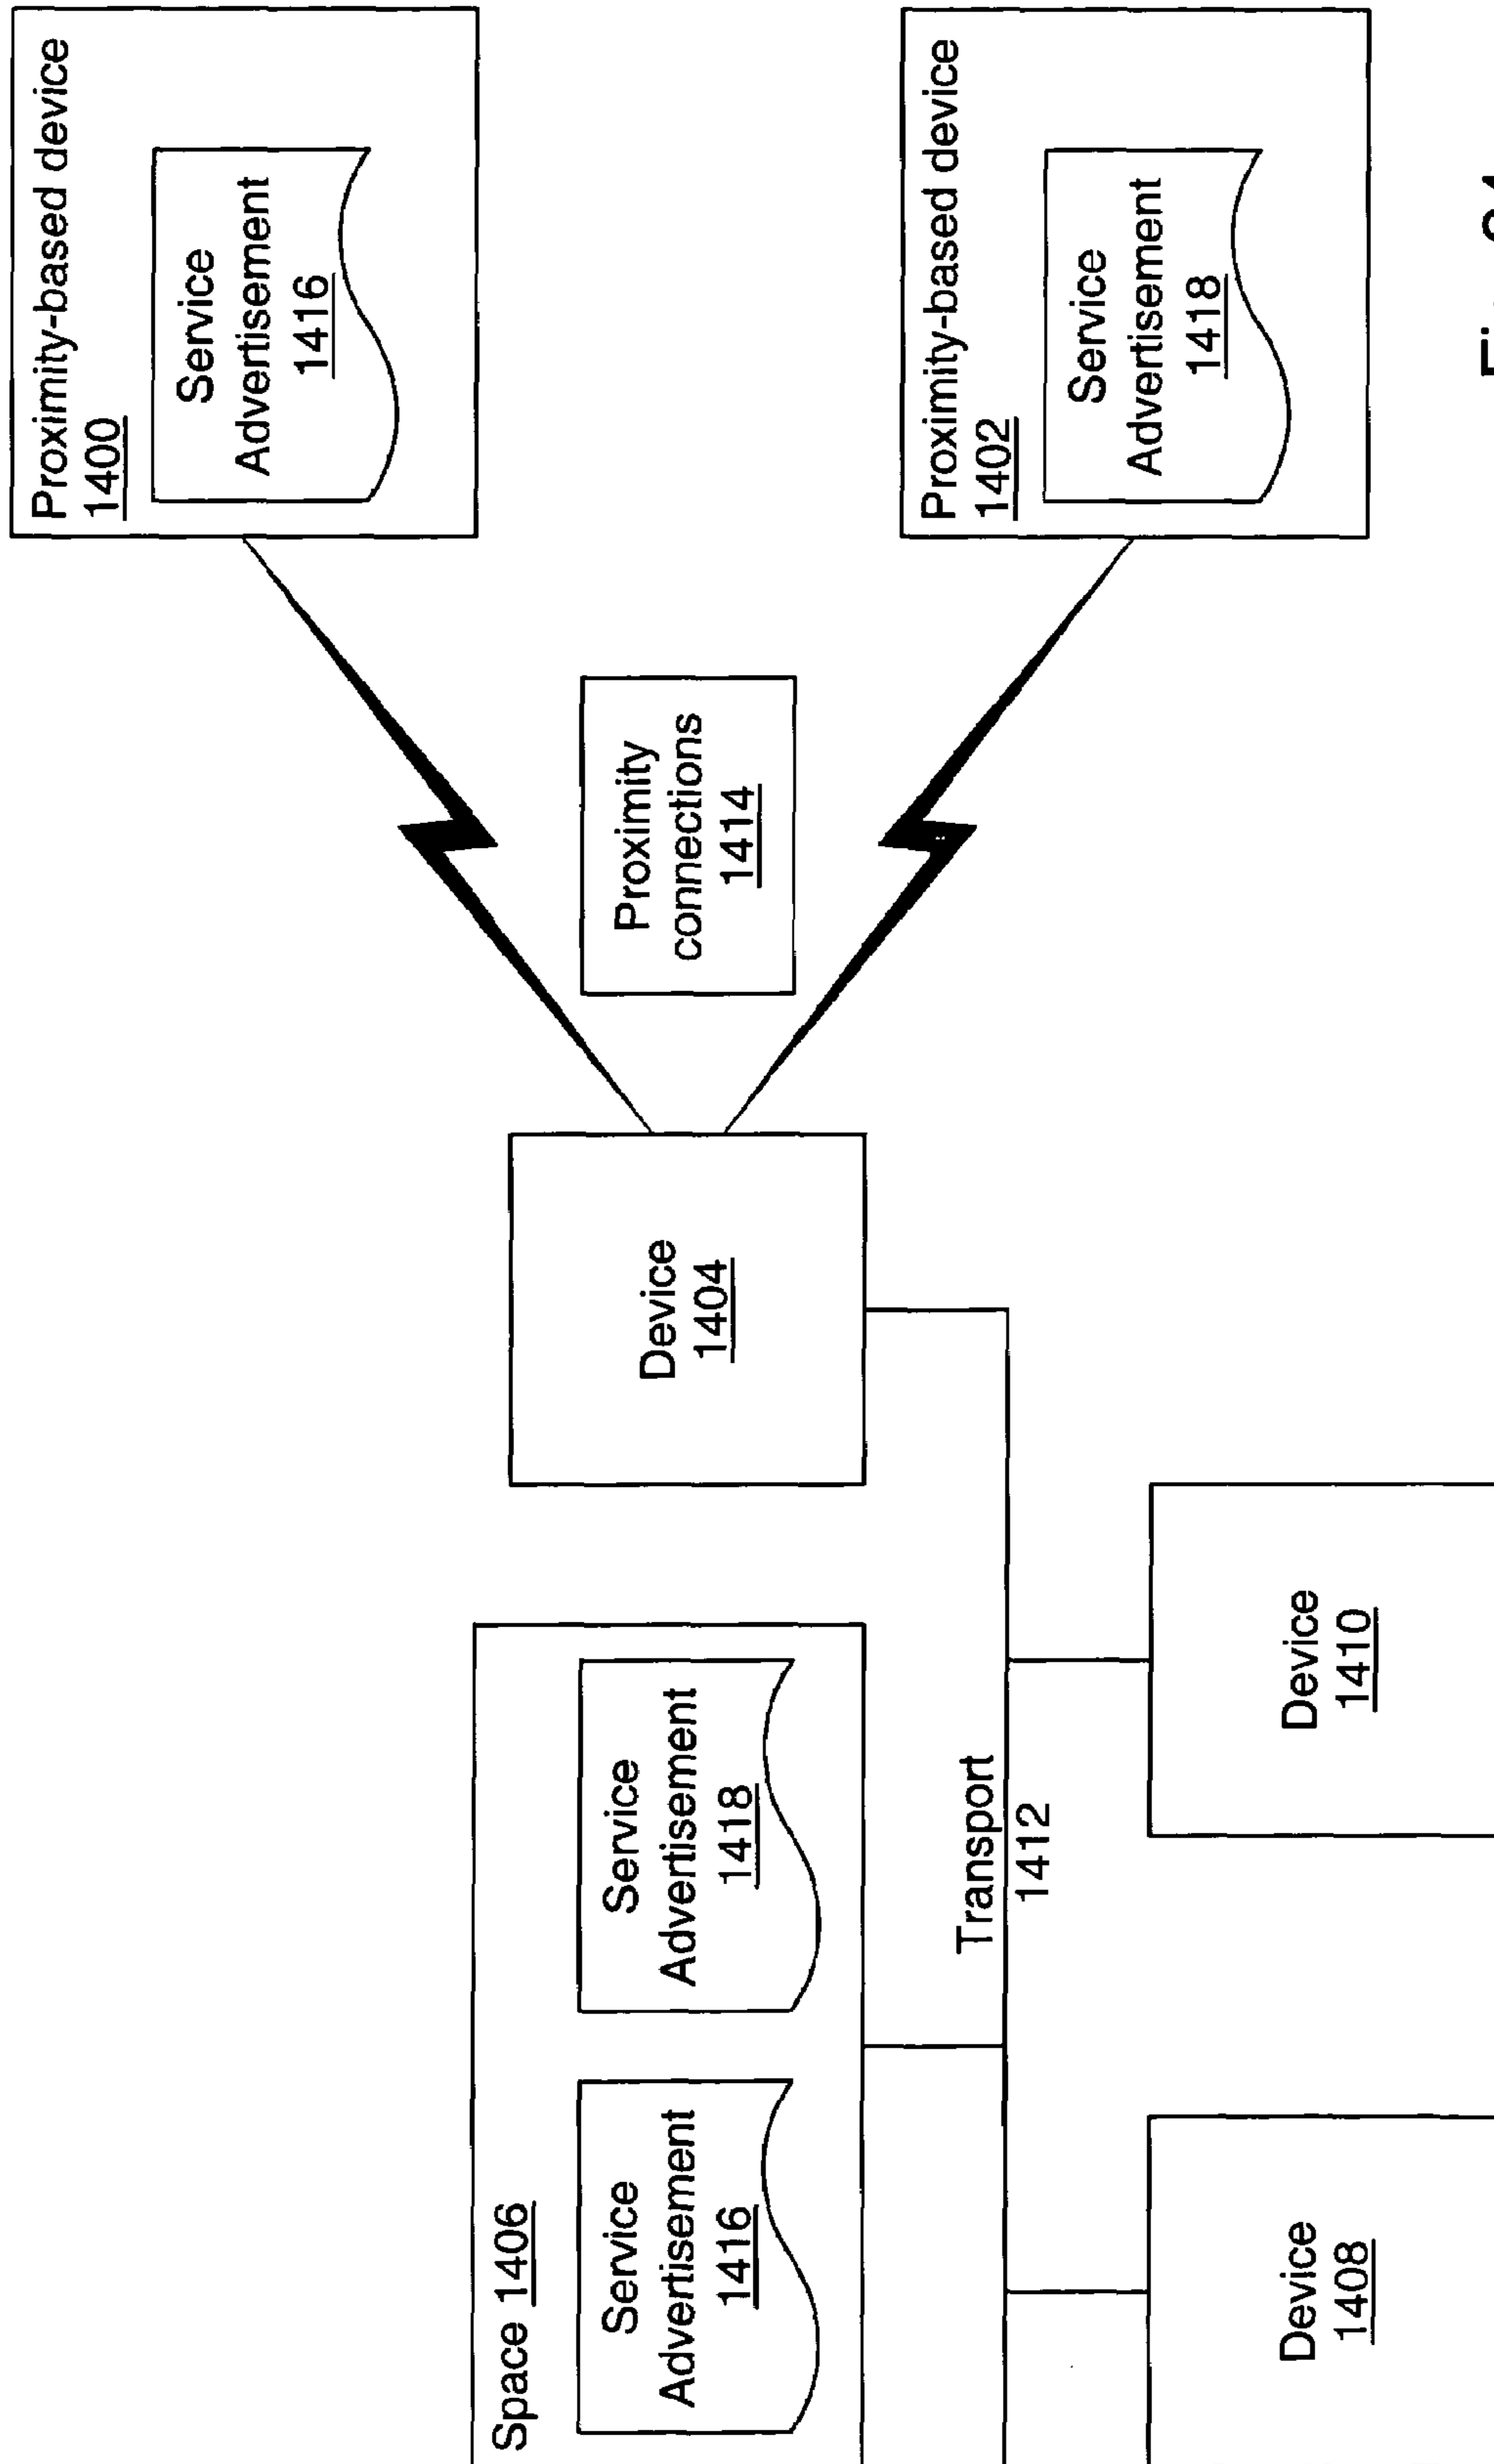 Proximity-based device
1400
Service
Advertisement
1416
Space 1406
Service
Advertisement
1416
Service
Advertisement
1418
Device
1404
Proximity
connections
1414
Transport
1412
Proximity-based device
1402
Service
Advertisement
1418
Device
1408
Device
1410